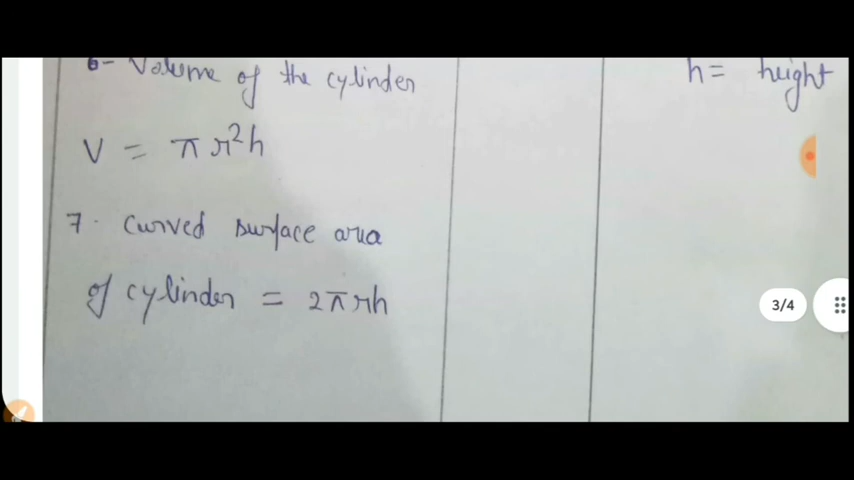 6- Volume of the cylinder
h = height
V = πr²h
7. Curved surface area
of cylinder = 2πrh
3/4